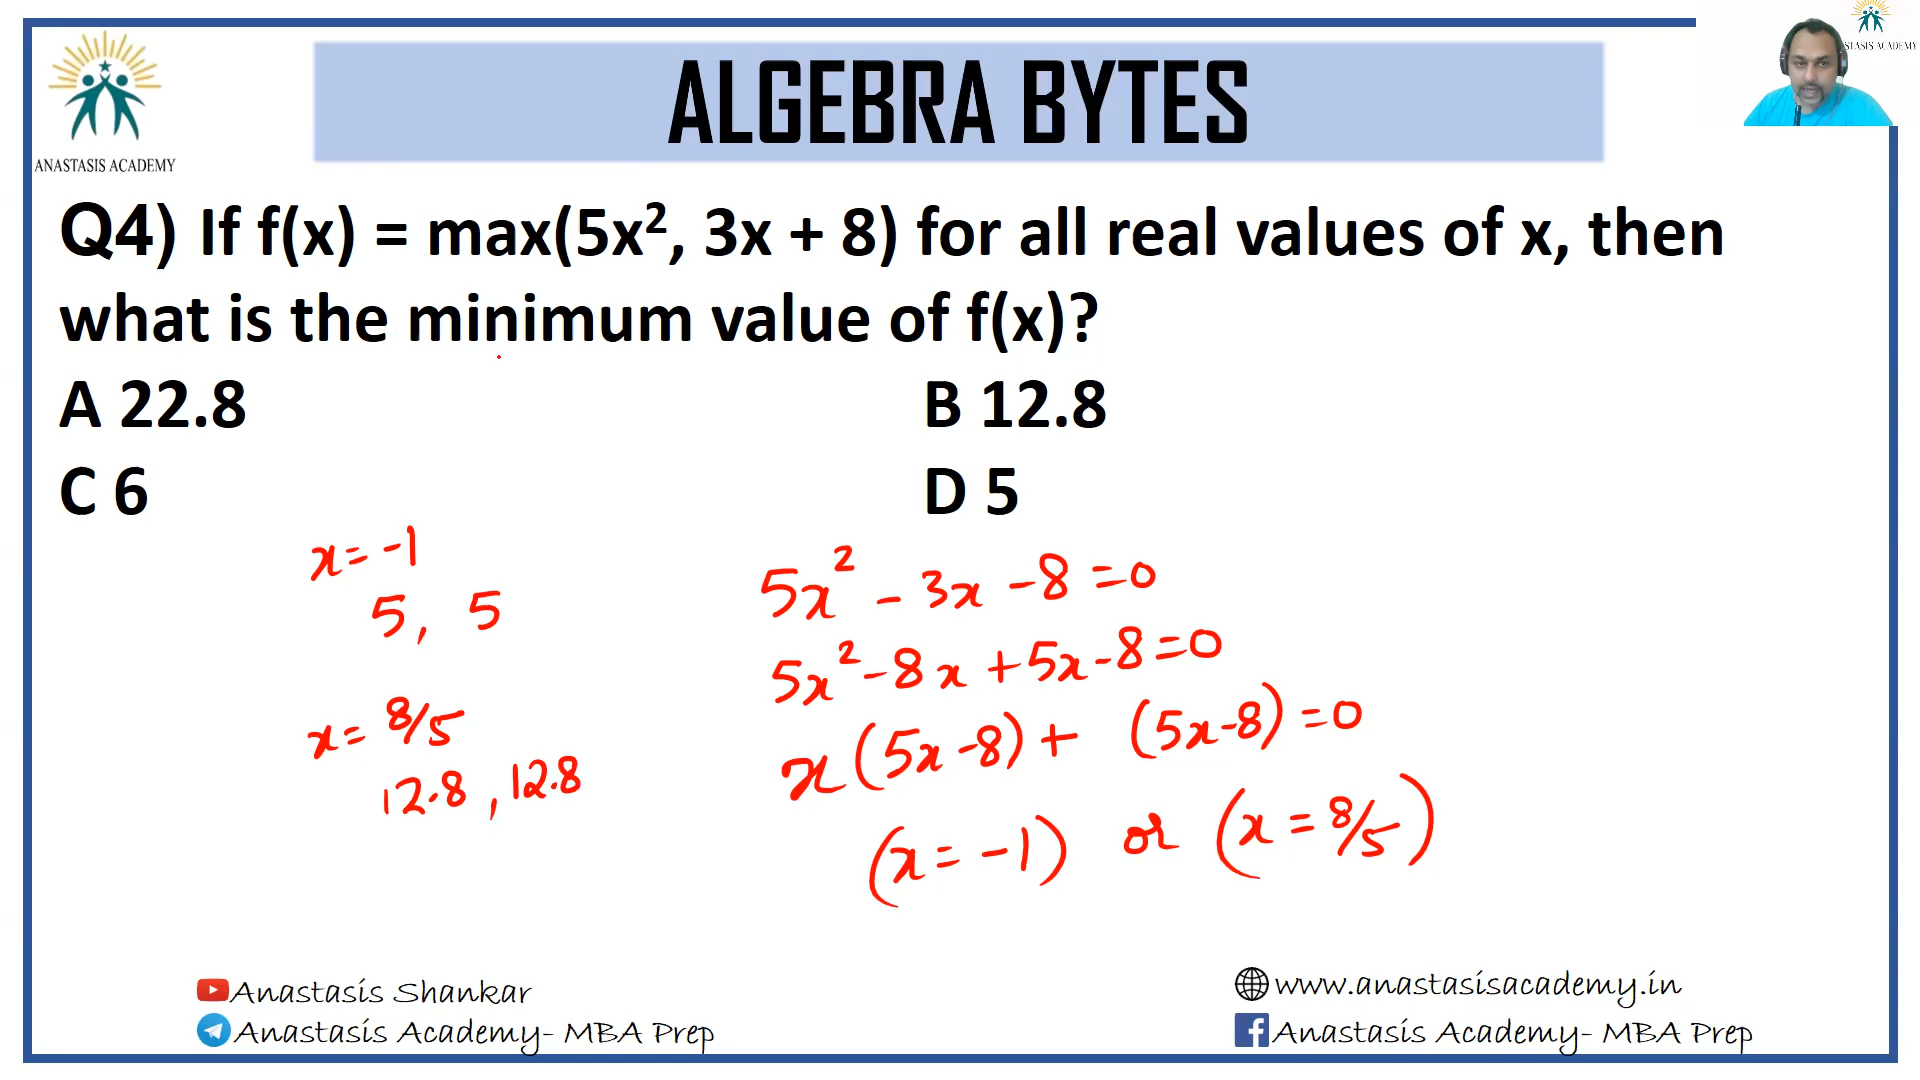 ALGEBRA BYTES
STASIS ACADEMY
ANASTASIS ACADEMY
Q4) If f(x) = max(5x², 3x + 8) for all real values of x, then
what is the minimum value of f(x)?
A 22.8
B 12.8
C 6
D 5
x = -1
5, 5
x = 8/5
12.8, 12.8
5x² - 3x - 8 = 0
5x² - 8x + 5x - 8 = 0
x (5x - 8) + (5x - 8) = 0
(x = -1) or (x = 8/5)
Anastasis Shankar
Anastasis Academy- MBA Prep
www.anastasisacademy.in
Anastasis Academy- MBA Prep